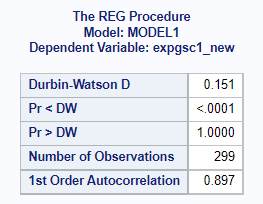 The REG Procedure
Model: MODEL1
Dependent Variable: expgsc1_new
Durbin-Watson D 0.151
Pr < DW <.0001
Pr > DW 1.0000
Number of Observations 299
1st Order Autocorrelation 0.897